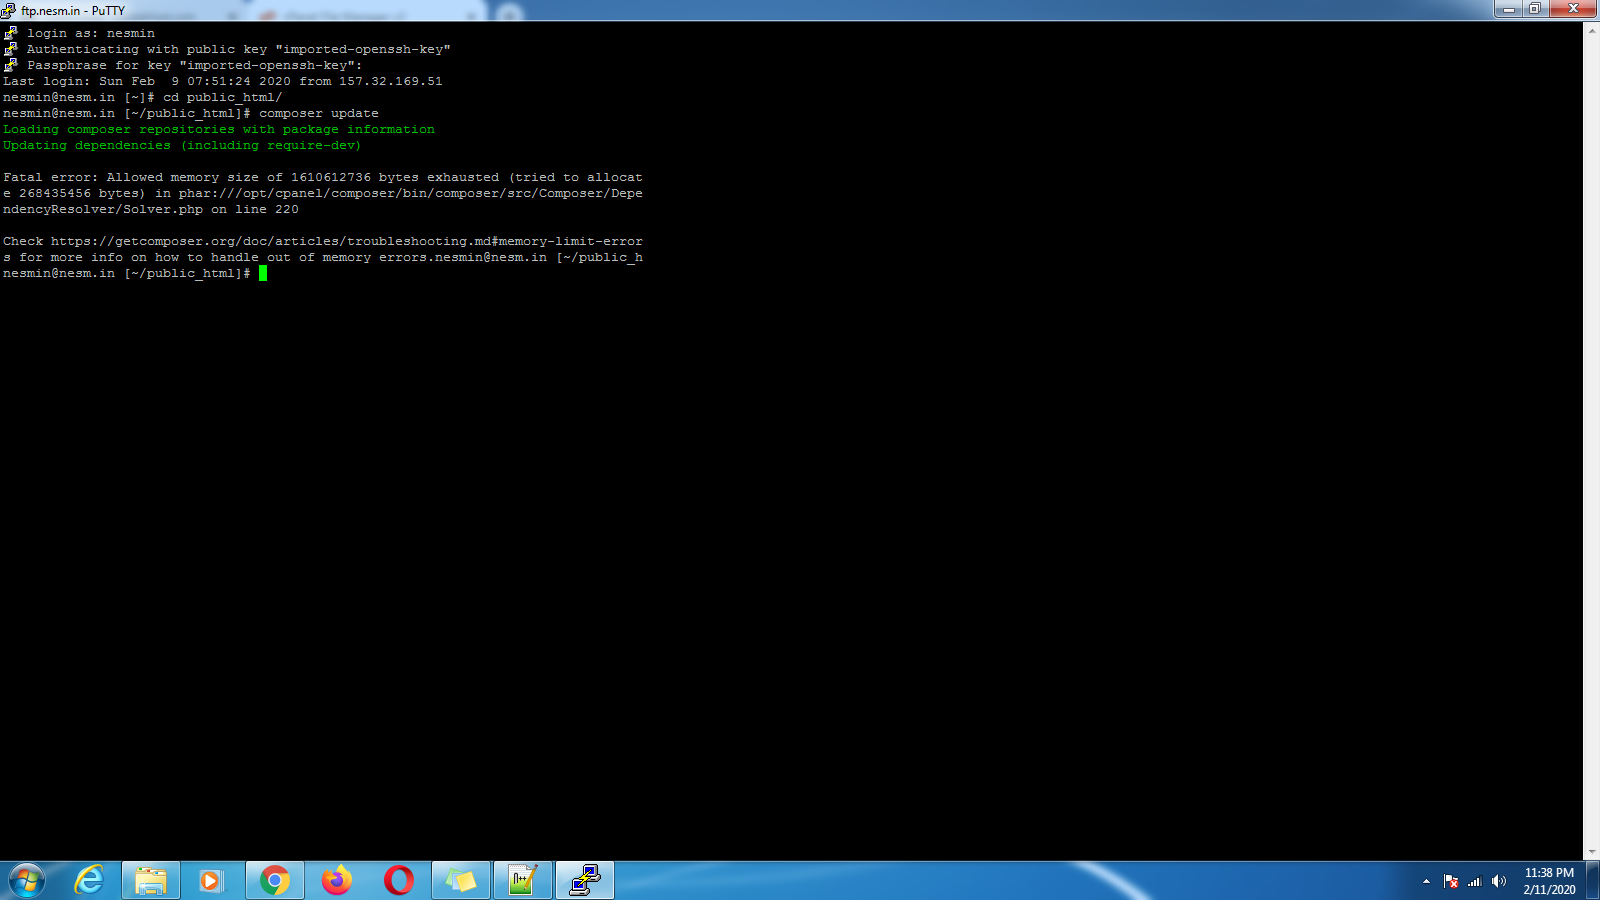 ftp.nesm.in - PuTTY
login as: nesmin
Authenticating with public key "imported-openssh-key"
Passphrase for key "imported-openssh-key":
Last login: Sun Feb  9 07:51:24 2020 from 157.32.169.51
nesmin@nesm.in [~]# cd public_html/
nesmin@nesm.in [~/public_html]# composer update
Loading composer repositories with package information
Updating dependencies (including require-dev)
Fatal error: Allowed memory size of 1610612736 bytes exhausted (tried to allocat
e 268435456 bytes) in phar:///opt/cpanel/composer/bin/composer/src/Composer/Depe
ndencyResolver/Solver.php on line 220
Check https://getcomposer.org/doc/articles/troubleshooting.md#memory-limit-error
s for more info on how to handle out of memory errors.nesmin@nesm.in [~/public_h
nesmin@nesm.in [~/public_html]#
11:38 PM
2/11/2020